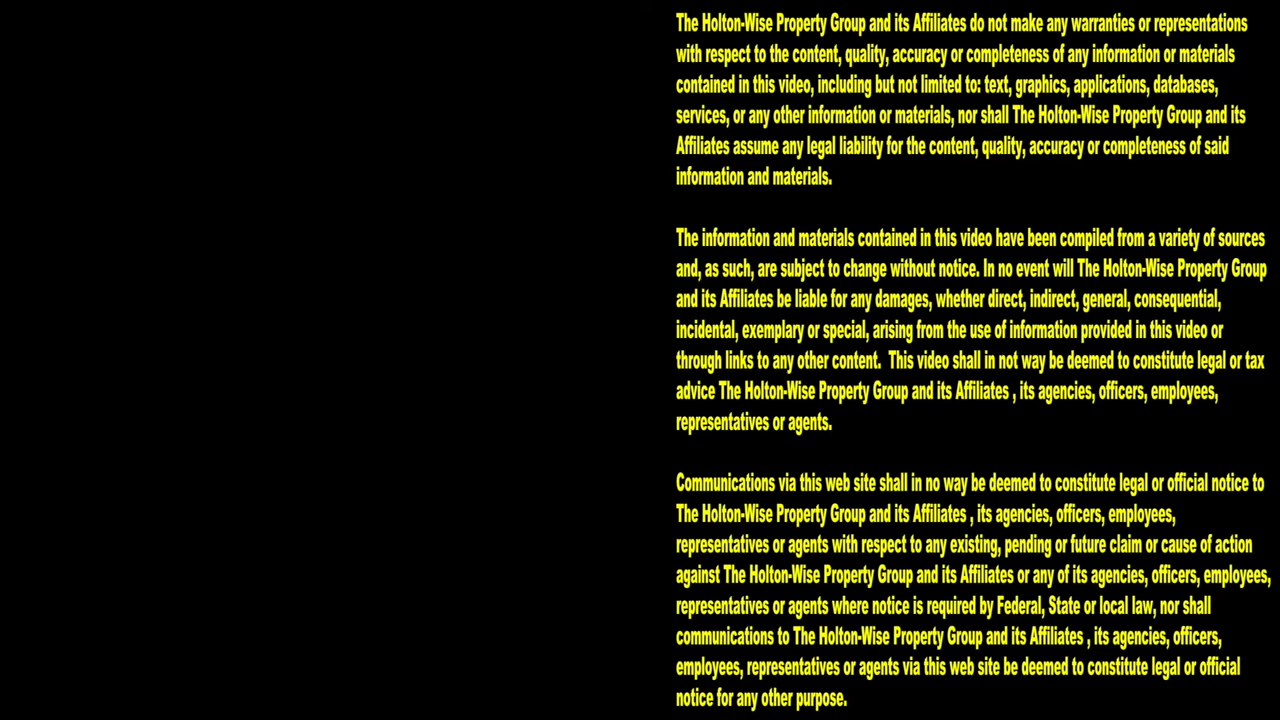 The Holton-Wise Property Group and its Affiliates do not make any warranties or representations
with respect to the content, quality, accuracy or completeness of any information or materials
contained in this video, including but not limited to: text, graphics, applications, databases,
services, or any other information or materials, nor shall The Holton-Wise Property Group and its
Affiliates assume any legal liability for the content, quality, accuracy or completeness of said
information and materials.
The information and materials contained in this video have been compiled from a variety of sources
and, as such, are subject to change without notice. In no event will The Holton-Wise Property Group
and its Affiliates be liable for any damages, whether direct, indirect, general, consequential,
incidental, exemplary or special, arising from the use of information provided in this video or
through links to any other content.  This video shall in not way be deemed to constitute legal or tax
advice The Holton-Wise Property Group and its Affiliates , its agencies, officers, employees,
representatives or agents.
Communications via this web site shall in no way be deemed to constitute legal or official notice to
The Holton-Wise Property Group and its Affiliates , its agencies, officers, employees,
representatives or agents with respect to any existing, pending or future claim or cause of action
against The Holton-Wise Property Group and its Affiliates or any of its agencies, officers, employees,
representatives or agents where notice is required by Federal, State or local law, nor shall
communications to The Holton-Wise Property Group and its Affiliates , its agencies, officers,
employees, representatives or agents via this web site be deemed to constitute legal or official
notice for any other purpose.